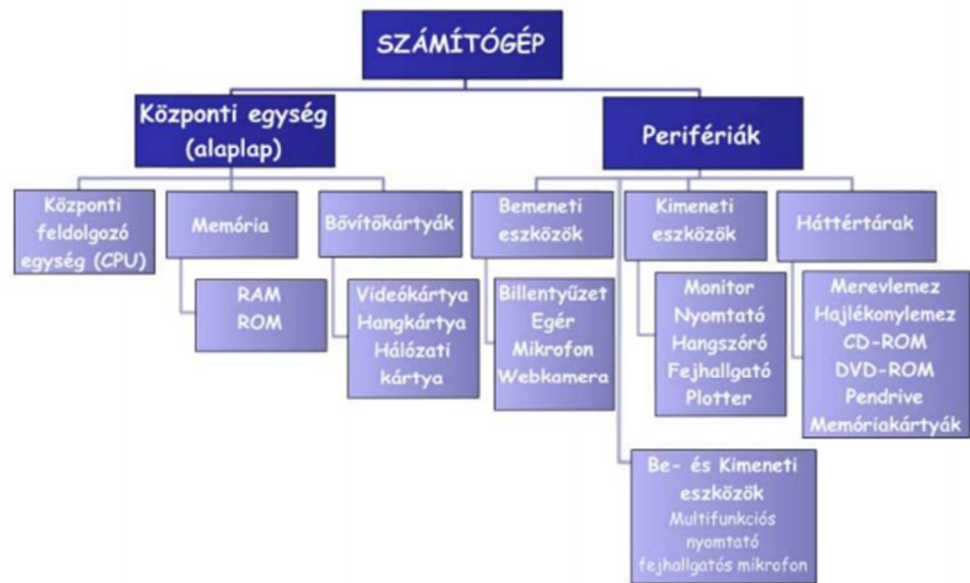 SZÁMÍTÓGÉP
Központi egység
(alaplap)
Perifériák
Központi
feldolgozó
egység (CPU)
Memória
Bővítőkártyák
Bemeneti
eszközök
Kimeneti
eszközök
Háttértárak
RAM
ROM
Videókártya
Hangkártya
Hálózati
kártya
Billentyűzet
Egér
Mikrofon
Webkamera
Monitor
Nyomtató
Hangszóró
Fejhallgató
Plotter
Merevlemez
Hajlékonylemez
CD-ROM
DVD-ROM
Pendrive
Memóriakártyák
Be- és Kimeneti
eszközök
Multifunkciós
nyomtató
fejhallgatós mikrofon